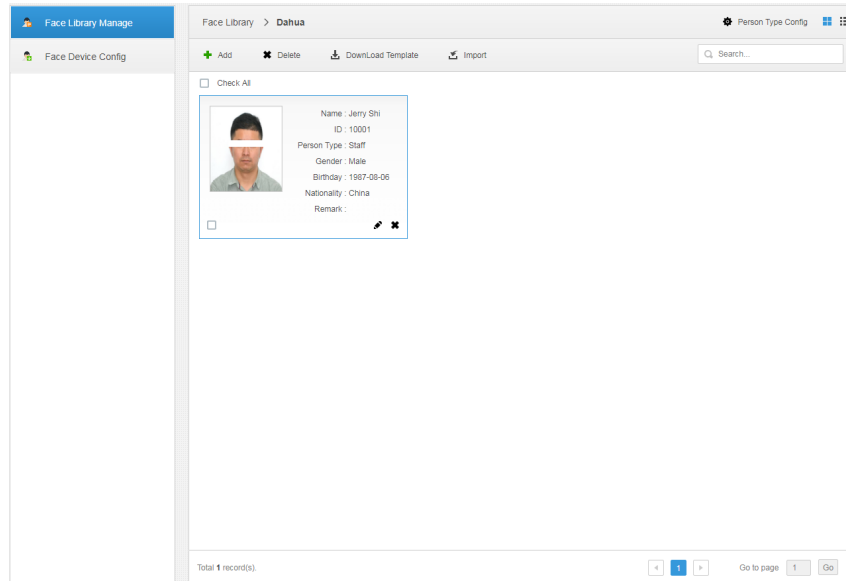 Face Library Manage
Face Device Config
Face Library > Dahua
Person Type Config
Add Delete DownLoad Template Import
Search...
Check All
Name : Jerry Shi
ID : 10001
Person Type : Staff
Gender : Male
Birthday : 1987-08-06
Nationality : China
Remark :
Total 1 record(s).
1
Go to page 1 Go